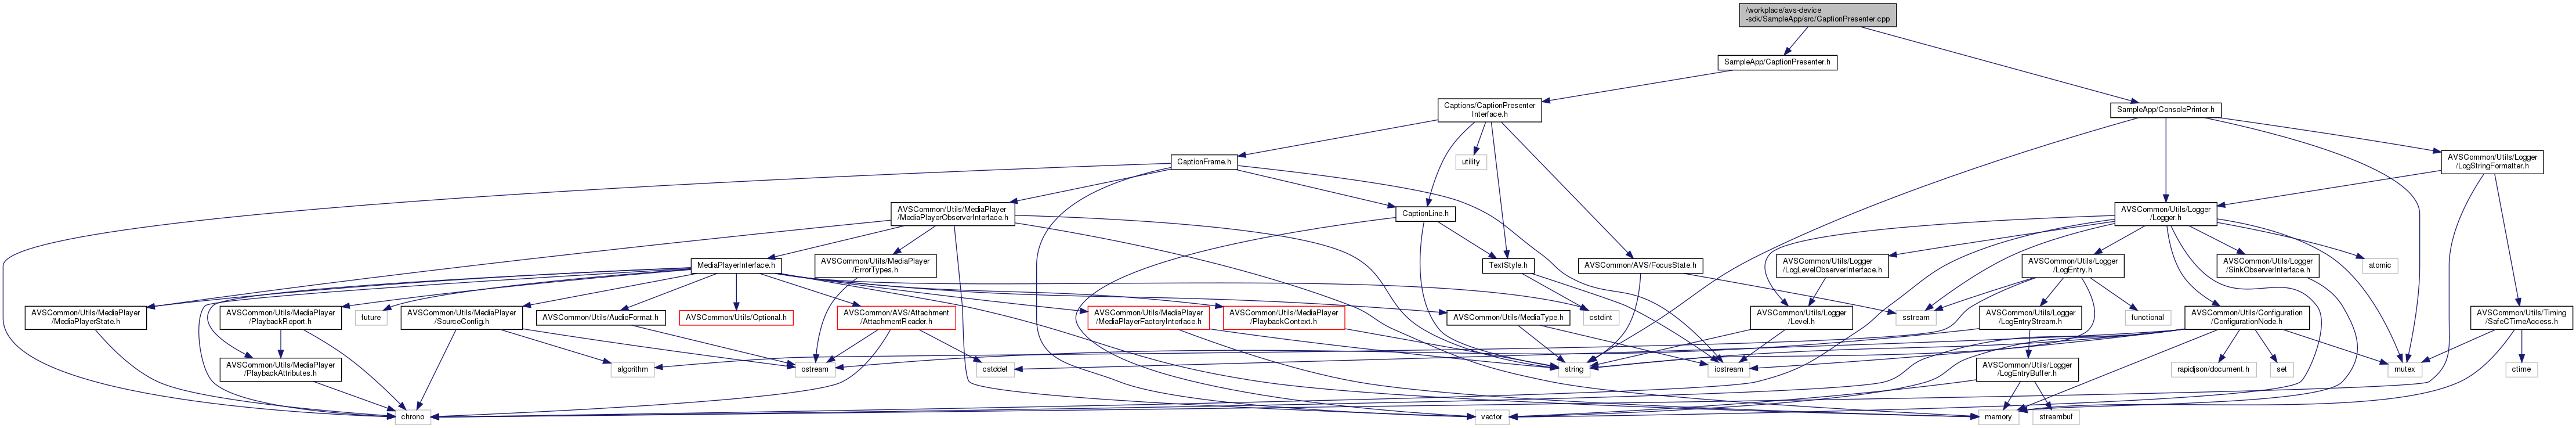 /workplace/avs-device
-sdk/SampleApp/src/CaptionPresenter.cpp
SampleApp/CaptionPresenter.h
Captions/CaptionPresenter
Interface.h
SampleApp/ConsolePrinter.h
CaptionFrame.h
utility
AVSCommon/Utils/Logger
/LogStringFormatter.h
AVSCommon/Utils/MediaPlayer
/MediaPlayerObserverInterface.h
CaptionLine.h
AVSCommon/Utils/Logger
/Logger.h
MediaPlayerInterface.h
AVSCommon/Utils/MediaPlayer
/ErrorTypes.h
TextStyle.h
AVSCommon/AVS/FocusState.h
AVSCommon/Utils/Logger
/LogLevelObserverInterface.h
AVSCommon/Utils/Logger
/LogEntry.h
AVSCommon/Utils/Logger
/SinkObserverInterface.h
atomic
AVSCommon/Utils/MediaPlayer
/MediaPlayerState.h
AVSCommon/Utils/MediaPlayer
/PlaybackReport.h
future
AVSCommon/Utils/MediaPlayer
/SourceConfig.h
AVSCommon/Utils/AudioFormat.h
AVSCommon/Utils/Optional.h
AVSCommon/AVS/Attachment
/AttachmentReader.h
AVSCommon/Utils/MediaPlayer
/MediaPlayerFactoryInterface.h
AVSCommon/Utils/MediaPlayer
/PlaybackContext.h
AVSCommon/Utils/MediaType.h
cstdint
AVSCommon/Utils/Logger
/Level.h
sstream
AVSCommon/Utils/Logger
/LogEntryStream.h
functional
AVSCommon/Utils/Configuration
/ConfigurationNode.h
AVSCommon/Utils/Timing
/SafeCTimeAccess.h
AVSCommon/Utils/MediaPlayer
/PlaybackAttributes.h
algorithm
ostream
cstddef
string
iostream
AVSCommon/Utils/Logger
/LogEntryBuffer.h
rapidjson/document.h
set
mutex
ctime
chrono
vector
memory
streambuf